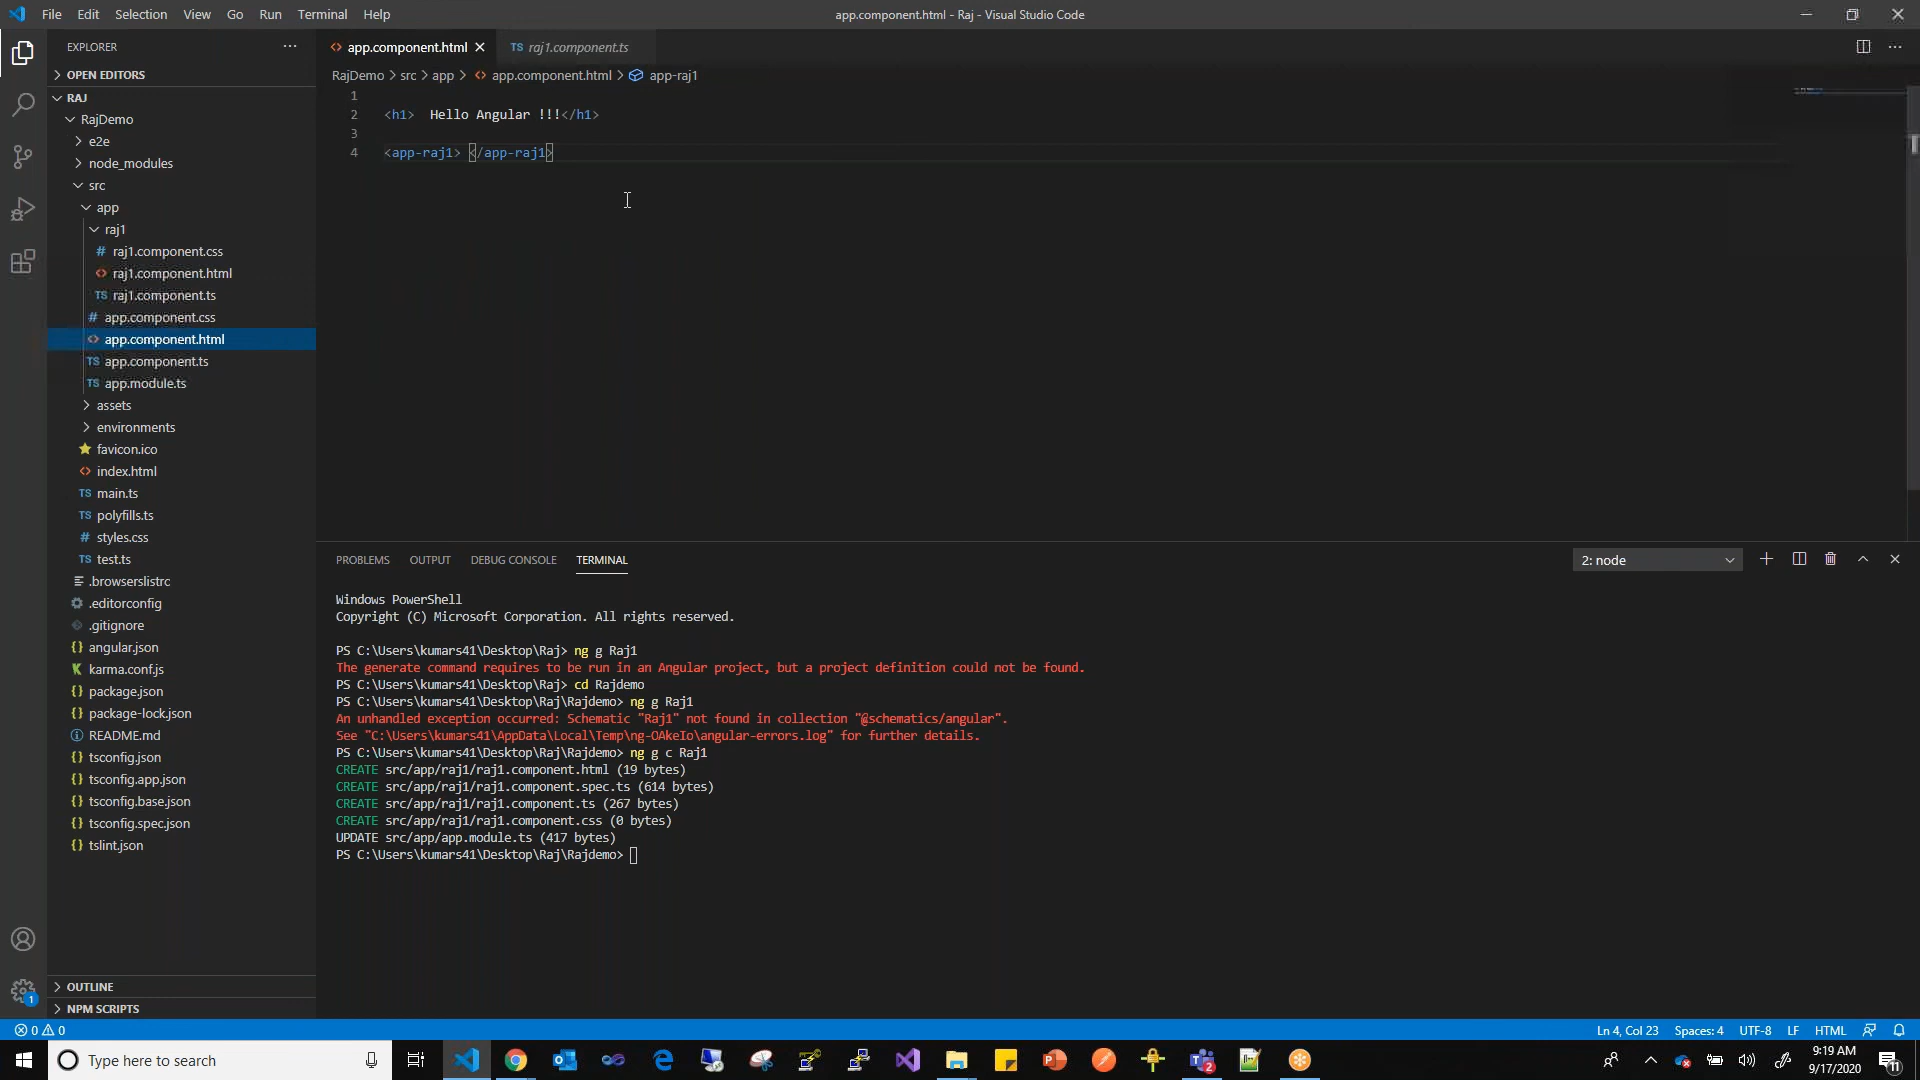 File Edit Selection View Go Run Terminal Help
app.component.html - Raj - Visual Studio Code
EXPLORER
OPEN EDITORS
RAJ
RajDemo
e2e
node_modules
src
app
raj1
raj1.component.css
raj1.component.html
raj1.component.ts
app.component.css
app.component.html
app.component.ts
app.module.ts
assets
environments
favicon.ico
index.html
main.ts
polyfills.ts
styles.css
test.ts
.browserslistrc
.editorconfig
.gitignore
angular.json
karma.conf.js
package.json
package-lock.json
README.md
tsconfig.json
tsconfig.app.json
tsconfig.base.json
tsconfig.spec.json
tslint.json
OUTLINE
NPM SCRIPTS
app.component.html
TS raj1.component.ts
RajDemo > src > app > app.component.html > app-raj1
1
2 <h1>  Hello Angular !!!</h1>
3
4 <app-raj1> </app-raj1>
PROBLEMS OUTPUT DEBUG CONSOLE TERMINAL
2: node
Windows PowerShell
Copyright (C) Microsoft Corporation. All rights reserved.
PS C:\Users\kumars41\Desktop\Raj> ng g Raj1
The generate command requires to be run in an Angular project, but a project definition could not be found.
PS C:\Users\kumars41\Desktop\Raj> cd Rajdemo
PS C:\Users\kumars41\Desktop\Raj\Rajdemo> ng g Raj1
An unhandled exception occurred: Schematic "Raj1" not found in collection "@schematics/angular".
See "C:\Users\kumars41\AppData\Local\Temp\ng-OAkeIo\angular-errors.log" for further details.
PS C:\Users\kumars41\Desktop\Raj\Rajdemo> ng g c Raj1
CREATE src/app/raj1/raj1.component.html (19 bytes)
CREATE src/app/raj1/raj1.component.spec.ts (614 bytes)
CREATE src/app/raj1/raj1.component.ts (267 bytes)
CREATE src/app/raj1/raj1.component.css (0 bytes)
UPDATE src/app/app.module.ts (417 bytes)
PS C:\Users\kumars41\Desktop\Raj\Rajdemo>
0 0
Ln 4, Col 23 Spaces: 4 UTF-8 LF HTML
Type here to search
9:19 AM
9/17/2020